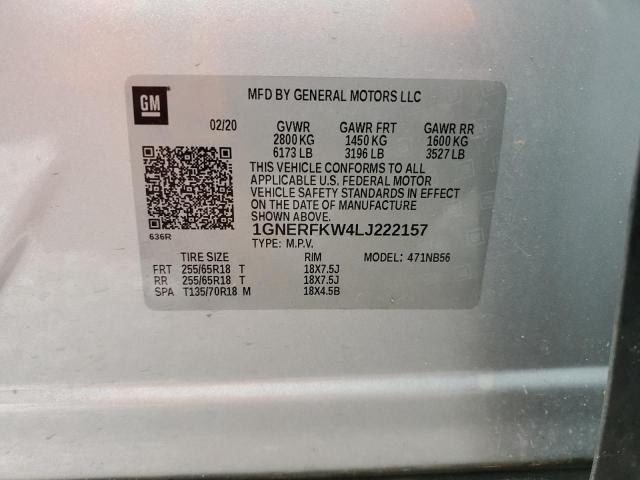 GM
MFD BY GENERAL MOTORS LLC
02/20 GVWR GAWR FRT GAWR RR
2800 KG 1450 KG 1600 KG
6173 LB 3196 LB 3527 LB
THIS VEHICLE CONFORMS TO ALL
APPLICABLE U.S. FEDERAL MOTOR
VEHICLE SAFETY STANDARDS IN EFFECT
ON THE DATE OF MANUFACTURE
SHOWN ABOVE.
636R 1GNERFKW4LJ222157
TYPE: M.P.V.
TIRE SIZE RIM MODEL: 471NB56
FRT 255/65R18 T 18X7.5J
RR 255/65R18 T 18X7.5J
SPA T135/70R18 M 18X4.5B